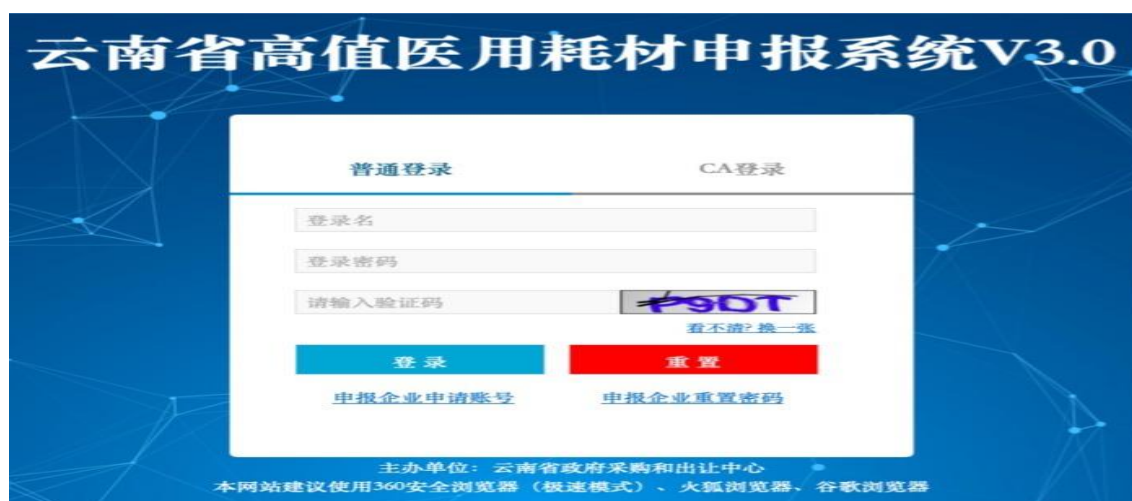 云南省高值医用耗材申报系统V3.0
普通登录 CA登录
登录名
登录密码
请输入验证码 P9DT
看不清? 换一张
登 录 重 置
申报企业申请账号 申报企业重置密码
主办单位：云南省政府采购和出让中心
本网站建议使用360安全浏览器（极速模式）、火狐浏览器、谷歌浏览器